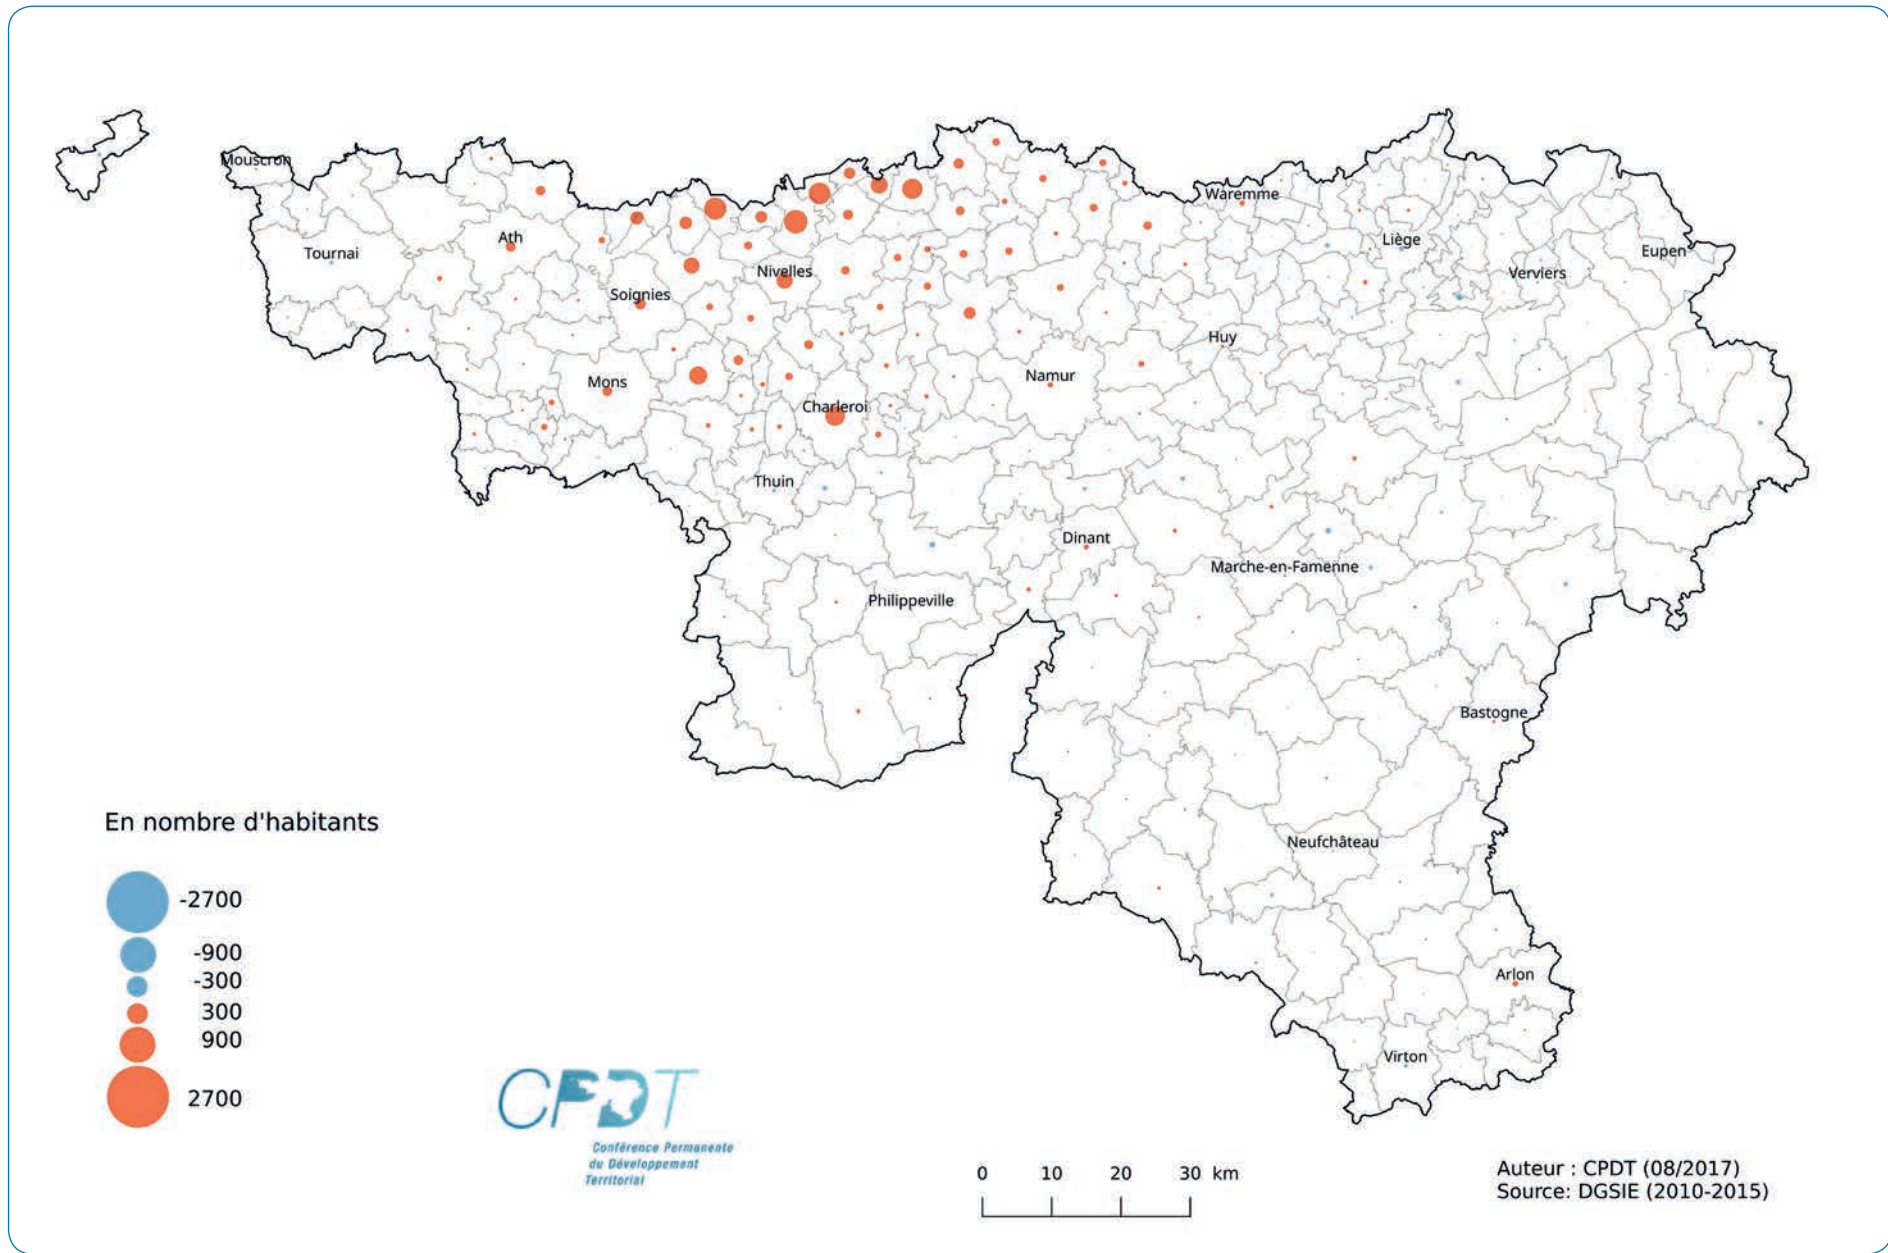 Mouscron
Waremme
Ath
Liège
Tournai
Eupen
Nivelles
Verviers
Soignies
Huy
Namur
Mons
Charleroi
Thuin
Dinant
Marche-en-Famenne
Philippeville
Bastogne
Neufchâteau
Arlon
Virton
En nombre d'habitants
-2700
-900
-300
300
900
2700
CPDT
Conférence Permanente
du Développement
Territorial
0 10 20 30 km
Auteur : CPDT (08/2017)
Source: DGSIE (2010-2015)